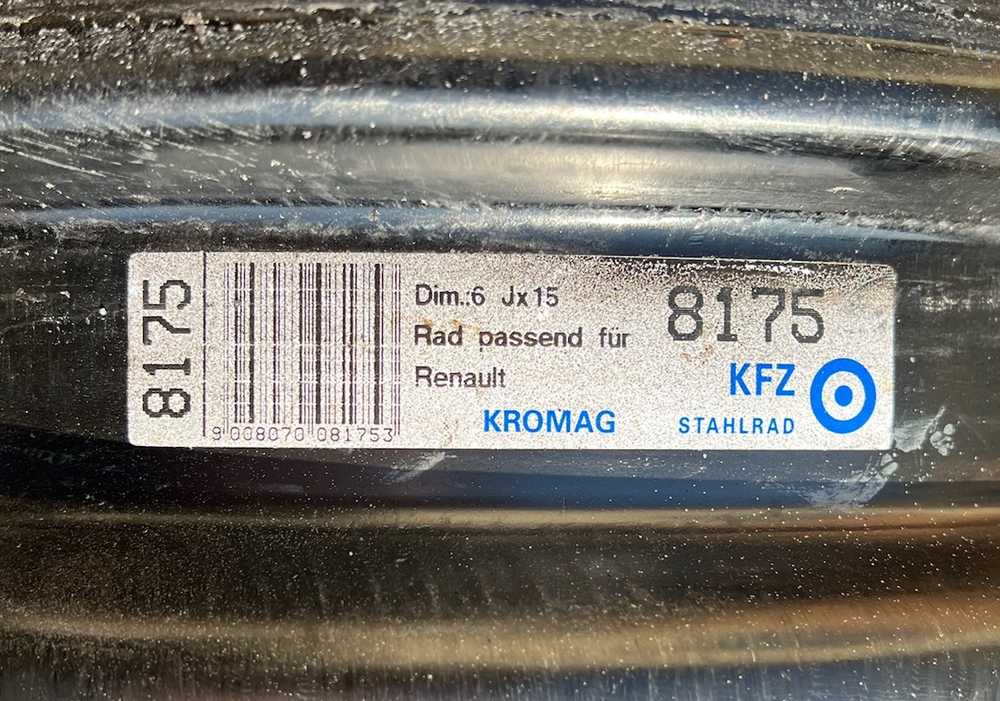 8175
9 008070 081753
Dim.:6 Jx15
Rad passend für
Renault
KROMAG
8175
KFZ
STAHLRAD